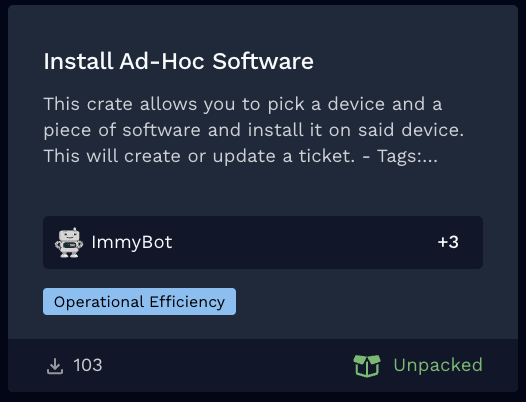 Install Ad-Hoc Software
This crate allows you to pick a device and a
piece of software and install it on said device.
This will create or update a ticket. - Tags:...
ImmyBot
+3
Operational Efficiency
103
Unpacked